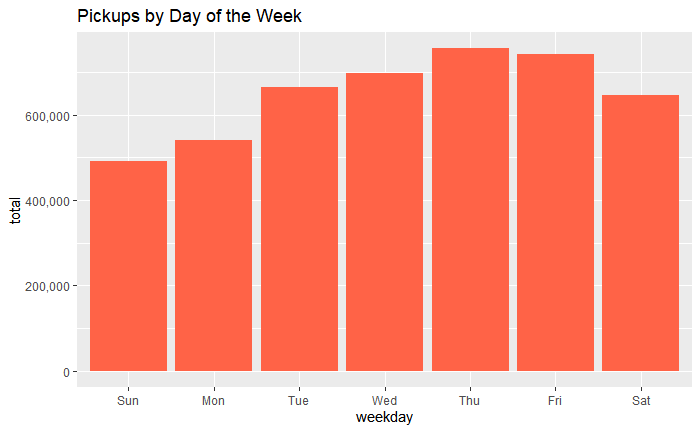 Pickups by Day of the Week
total
600,000
400,000
200,000
0
Sun Mon Tue Wed Thu Fri Sat
weekday